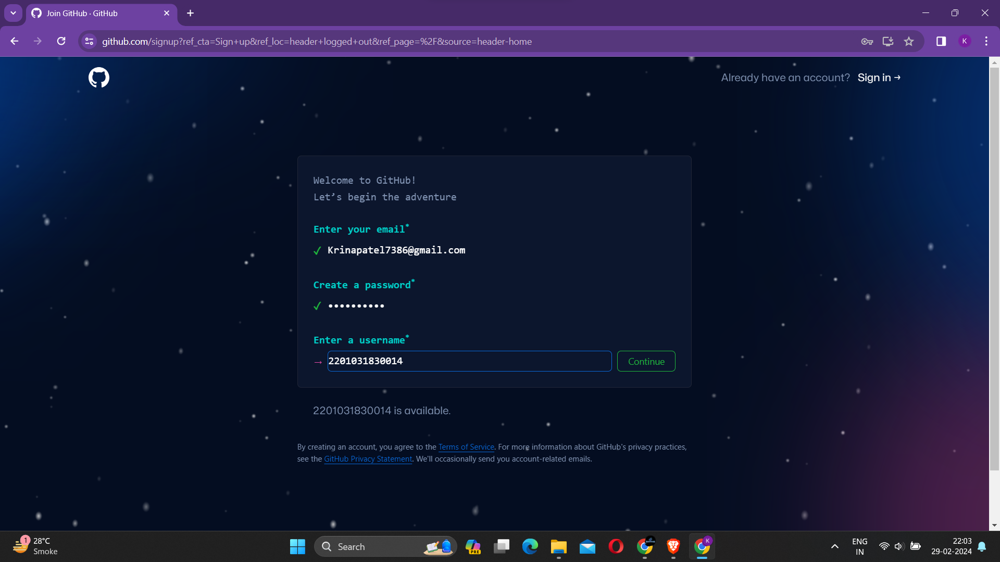 Join GitHub · GitHub
github.com/signup?ref_cta=Sign+up&ref_loc=header+logged+out&ref_page=%2F&source=header-home
K
Already have an account? Sign in →
Welcome to GitHub!
Let’s begin the adventure
Enter your email*
✓ Krinapatel7386@gmail.com
Create a password*
✓ ••••••••••
Enter a username*
→ 2201031830014 Continue
2201031830014 is available.
By creating an account, you agree to the Terms of Service. For more information about GitHub's privacy practices,
see the GitHub Privacy Statement. We'll occasionally send you account-related emails.
1
28°C
Smoke
Search
PRE
K
ENG
IN
22:03
29-02-2024